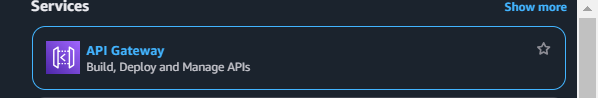 Services
Show more
API Gateway
Build, Deploy and Manage APIs